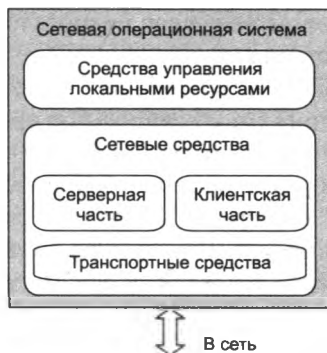 Сетевая операционная система
Средства управления
локальными ресурсами
Сетевые средства
Серверная
часть
Клиентская
часть
Транспортные средства
В сеть